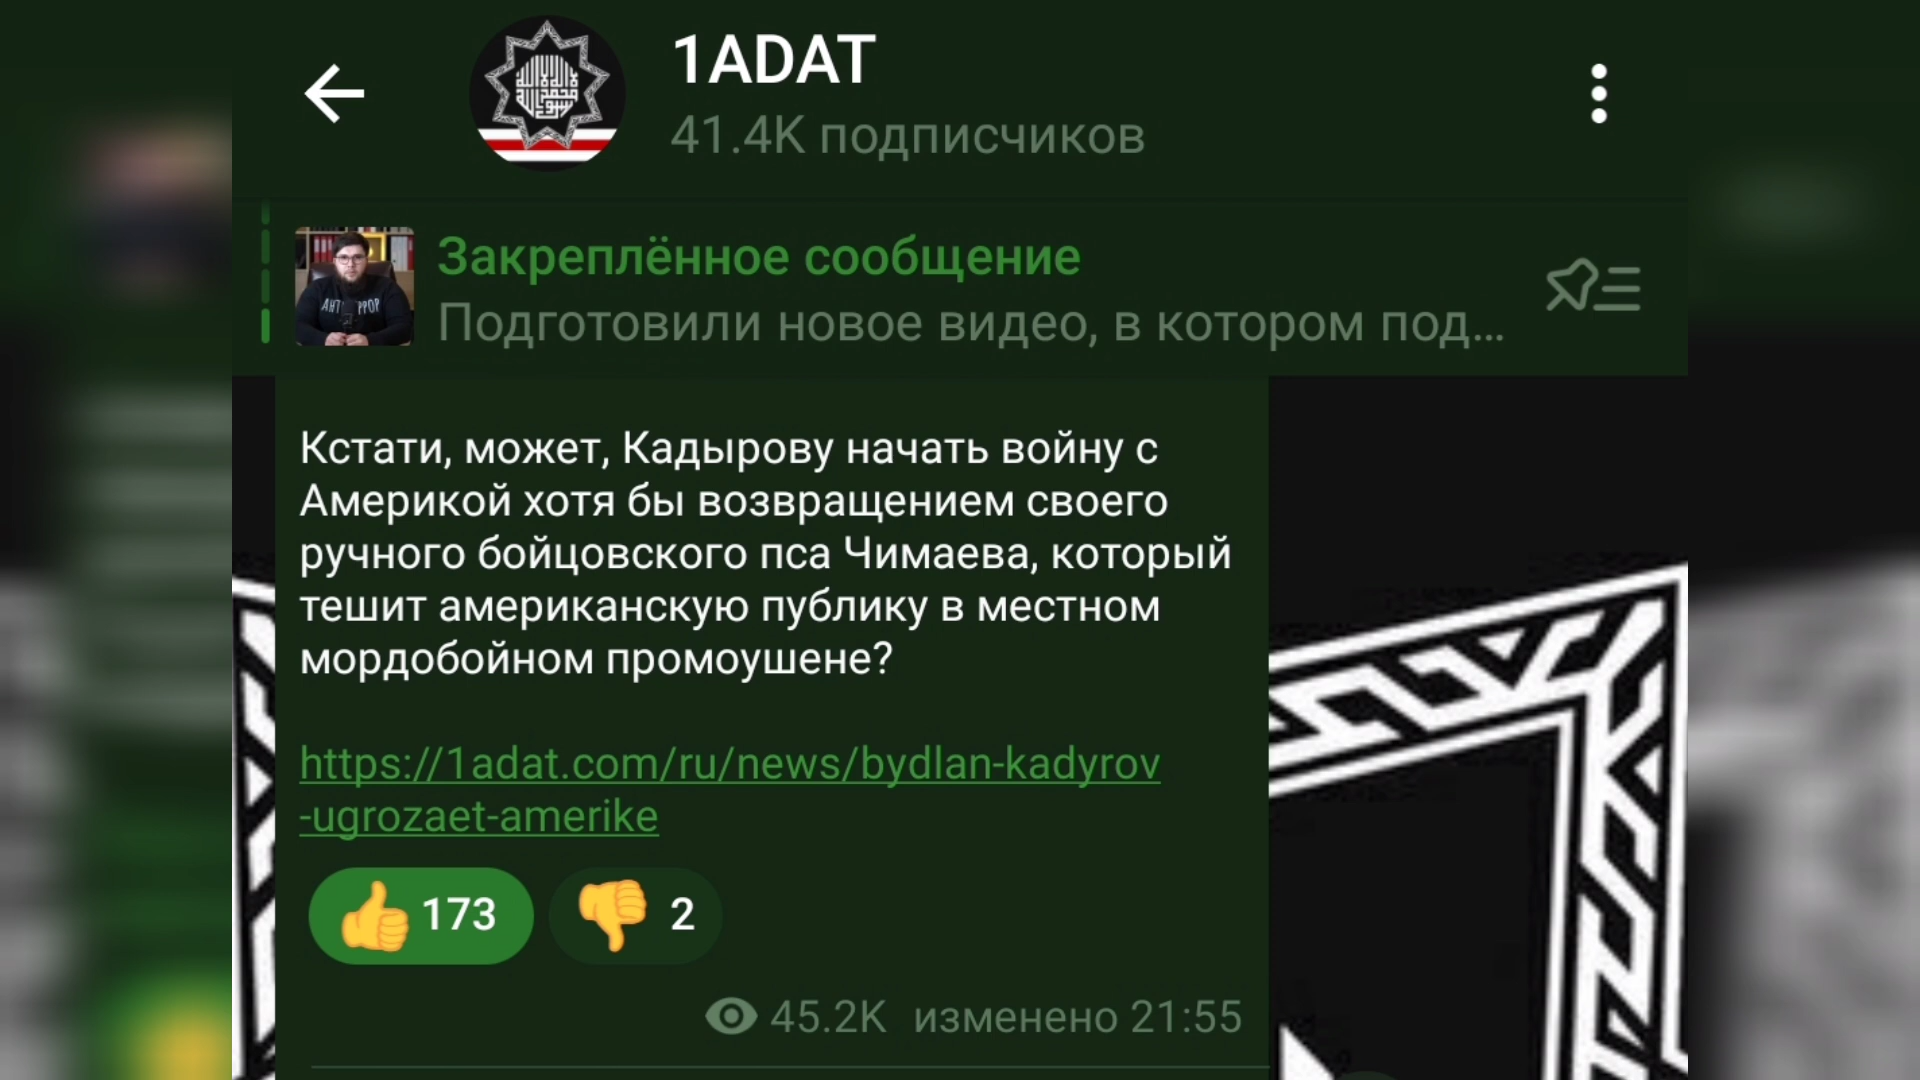 1ADAT
41.4K подписчиков
Закреплённое сообщение
Подготовили новое видео, в котором под...
Кстати, может, Кадырову начать войну с
Америкой хотя бы возвращением своего
ручного бойцовского пса Чимаева, который
тешит американскую публику в местном
мордобойном промоушене?
https://1adat.com/ru/news/bydlan-kadyrov
-ugrozaet-amerike
173
2
45.2K изменено 21:55